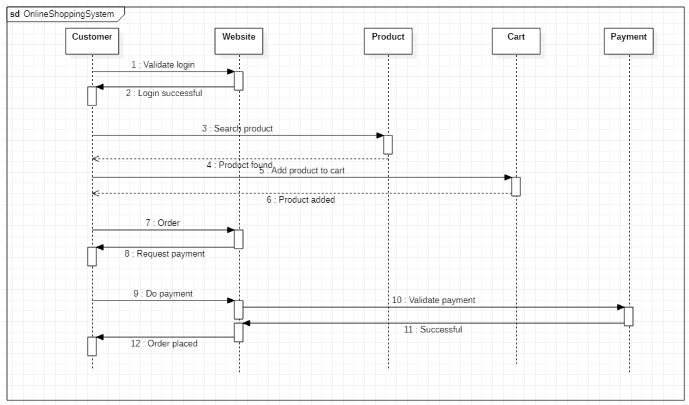 sd OnlineShoppingSystem
Customer Website Product Cart Payment
1 : Validate login
2 : Login successful
3 : Search product
4 : Product found
5 : Add product to cart
6 : Product added
7 : Order
8 : Request payment
9 : Do payment
10 : Validate payment
11 : Successful
12 : Order placed